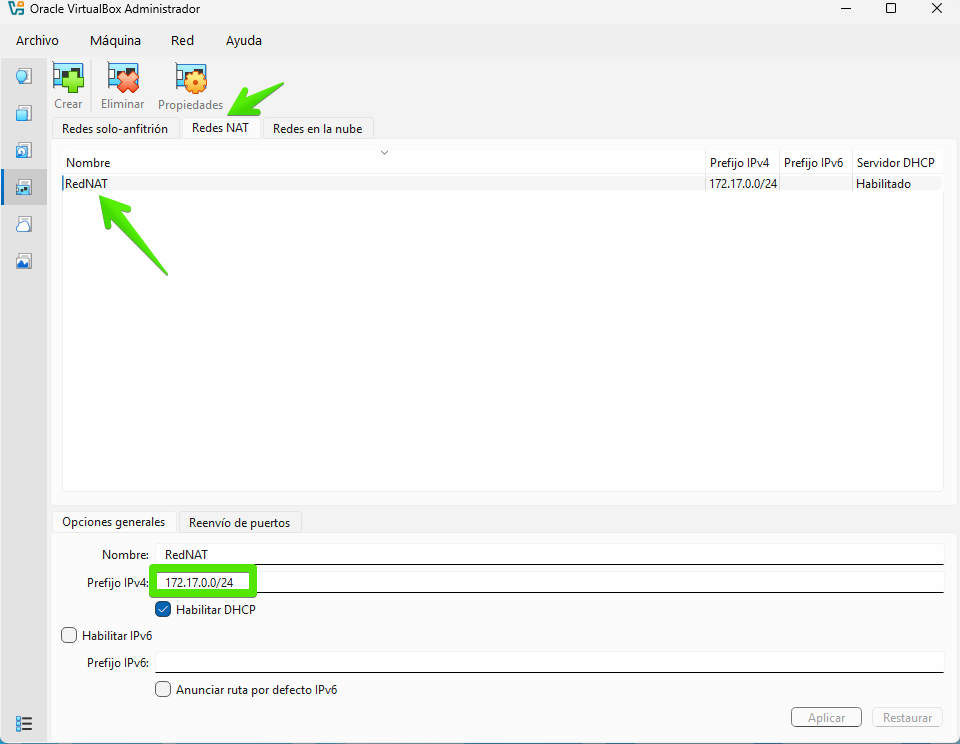 Oracle VirtualBox Administrador
Archivo Máquina Red Ayuda
Crear Eliminar Propiedades
Redes solo-anfitrión Redes NAT Redes en la nube
Nombre Prefijo IPv4 Prefijo IPv6 Servidor DHCP
RedNAT 172.17.0.0/24 Habilitado
Opciones generales Reenvío de puertos
Nombre: RedNAT
Prefijo IPv4: 172.17.0.0/24
Habilitar DHCP
Habilitar IPv6
Prefijo IPv6:
Anunciar ruta por defecto IPv6
Aplicar Restaurar